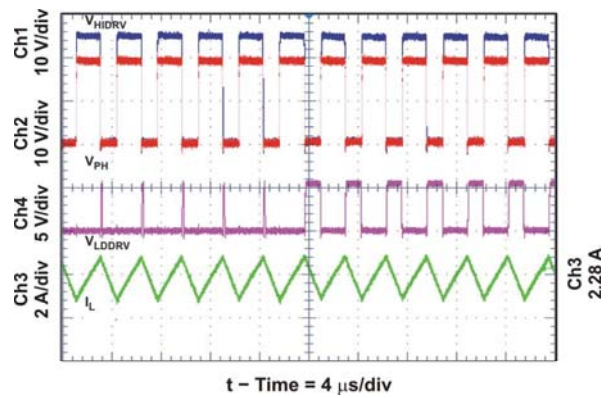 Ch1
10 V/div
Ch2
10 V/div
Ch4
5 V/div
Ch3
2 A/div
VHIDRV
VPH
VLDDRV
IL
Ch3
2.28 A
t – Time = 4 μs/div